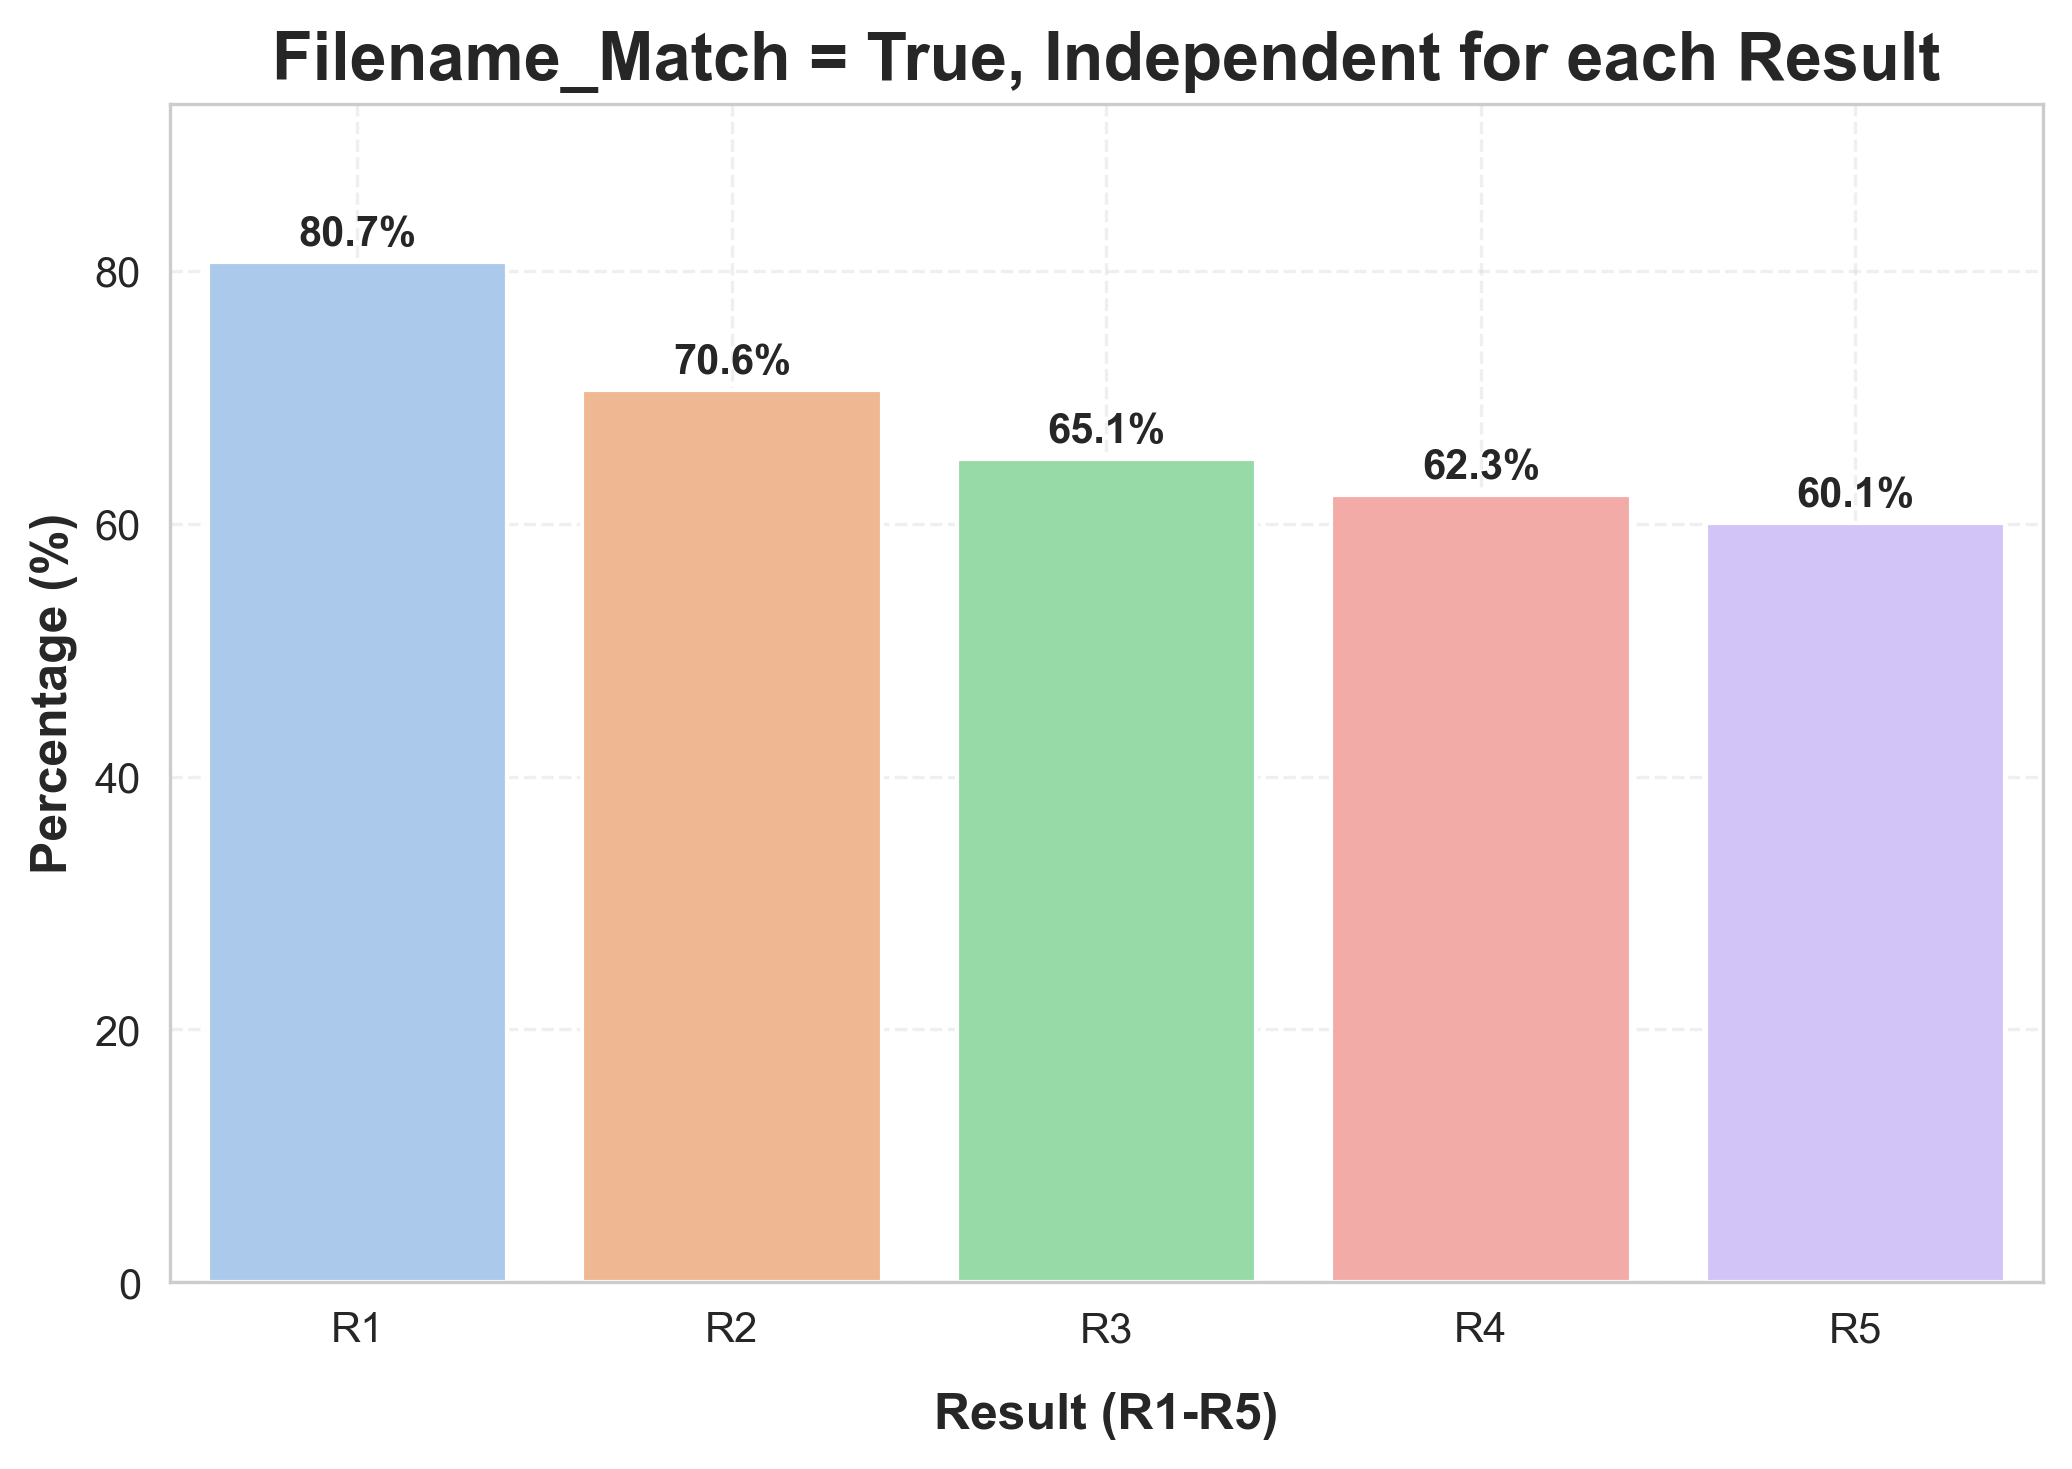 Filename_Match = True, Independent for each Result
80.7%
70.6%
65.1%
62.3%
60.1%
80
60
40
20
0
Percentage (%)
R1 R2 R3 R4 R5
Result (R1-R5)